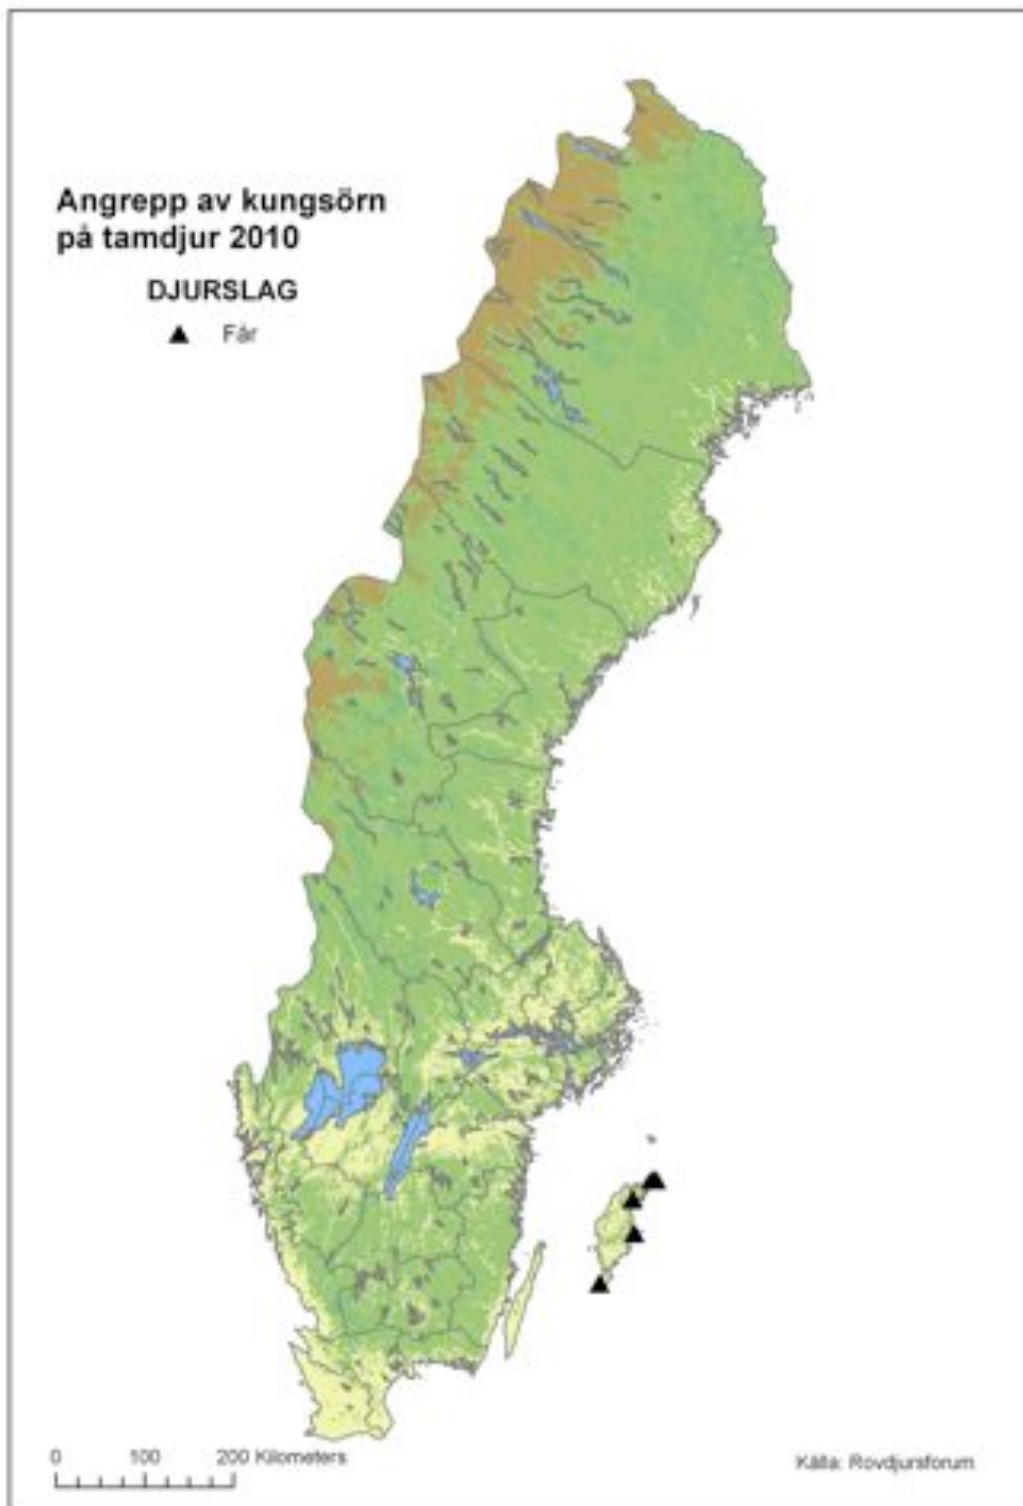 Angrepp av kungsörn
på tamdjur 2010
DJURSLAG
Får
0 100 200 Kilometers
Källa: Rovdjursforum